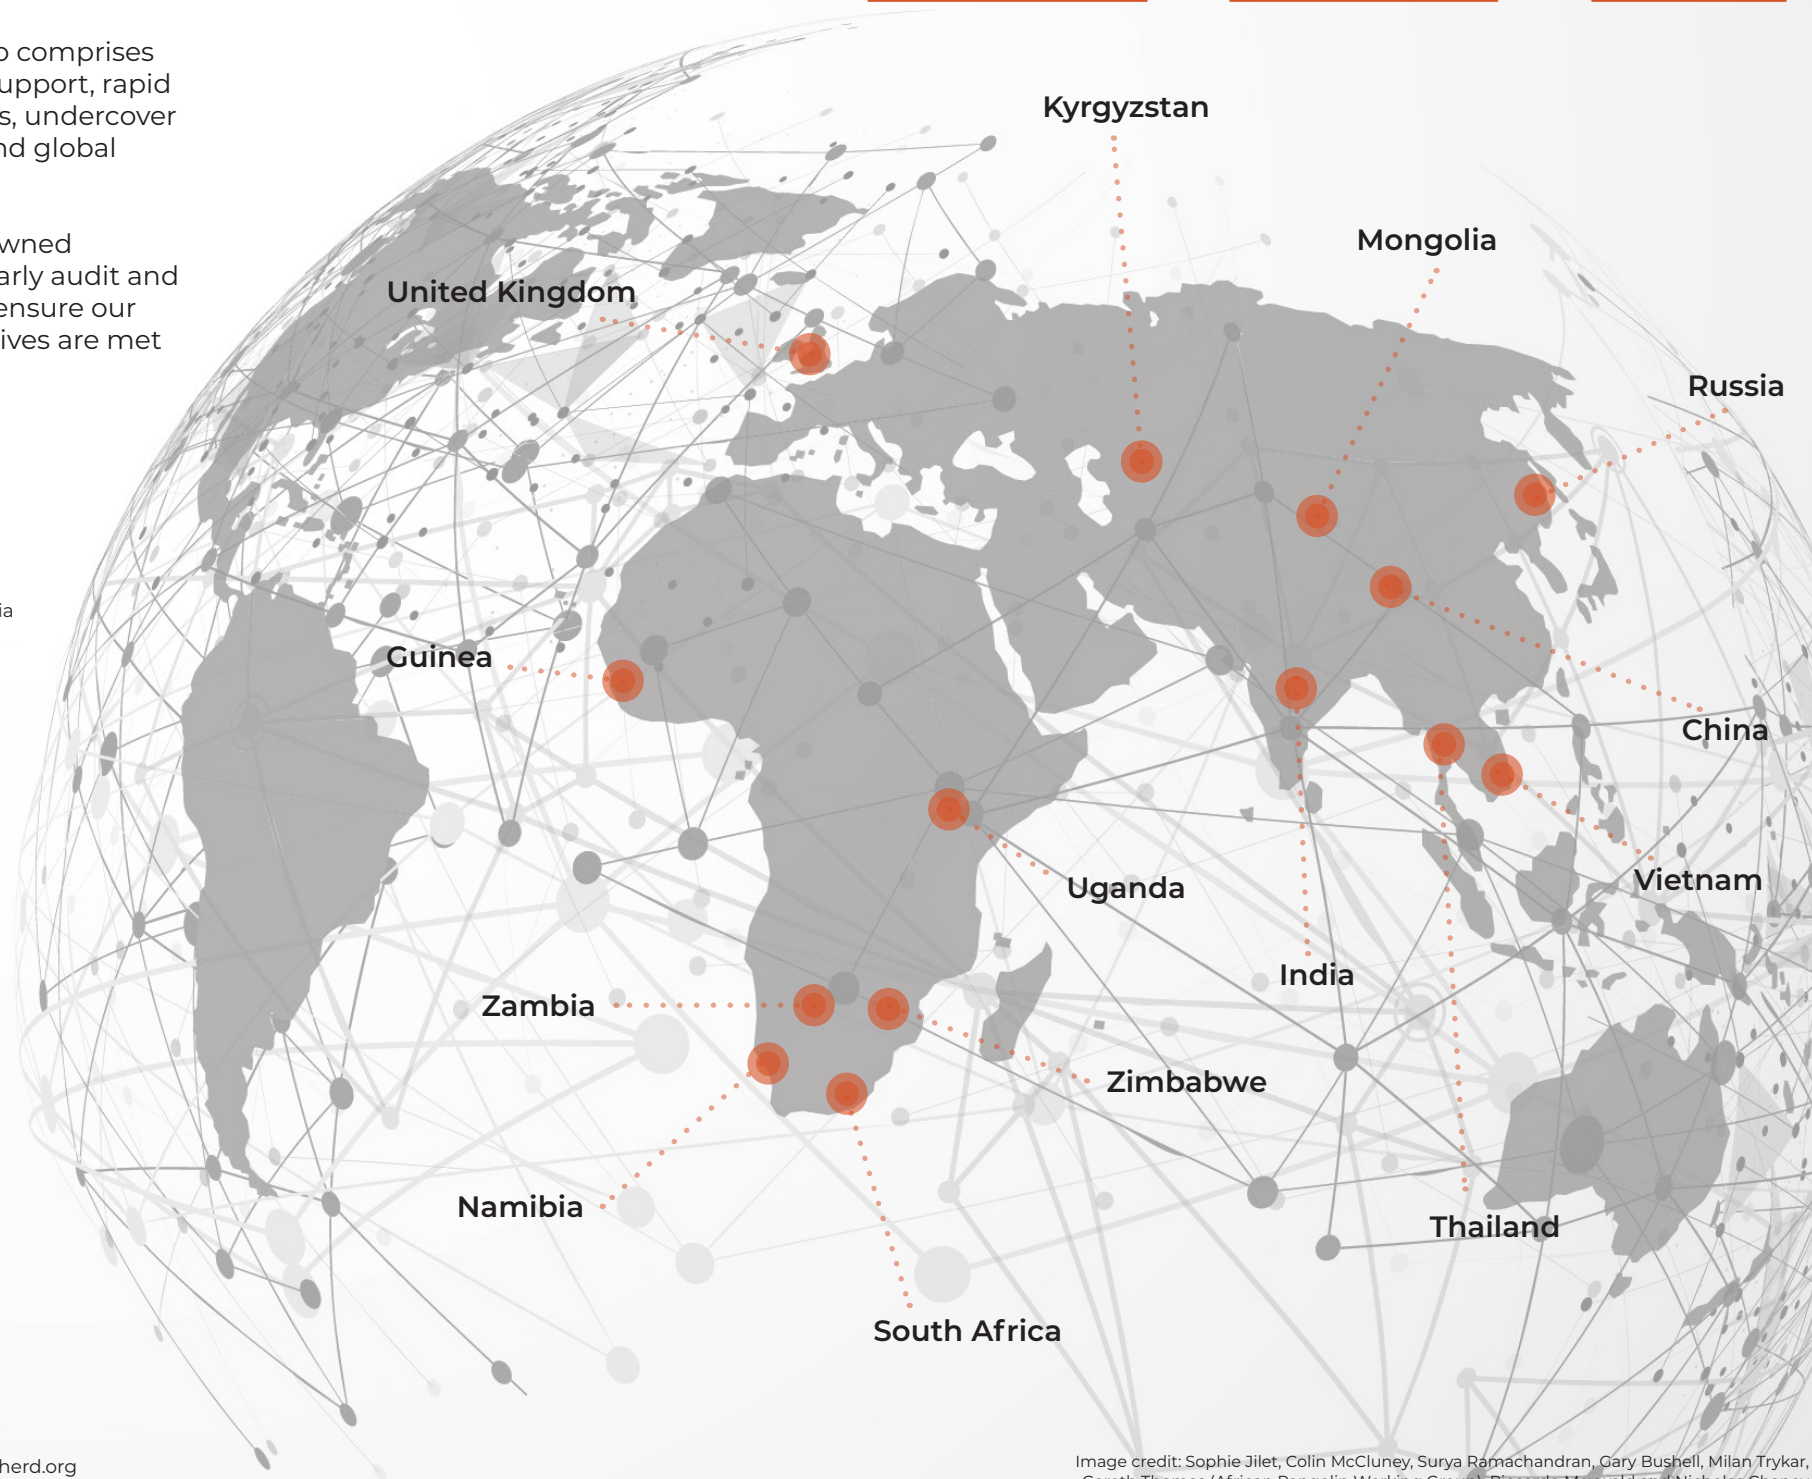 comprises
upport, rapid
s, undercover
nd global
wned
arly audit and
ensure our
ives are met
ia
Kyrgyzstan
Mongolia
United Kingdom
Russia
Guinea
China
Uganda
Vietnam
India
Zambia
Zimbabwe
Namibia
Thailand
South Africa
herd.org
Image credit: Sophie Jilet, Colin McCluney, Surya Ramachandran, Gary Bushell, Milan Trykar,